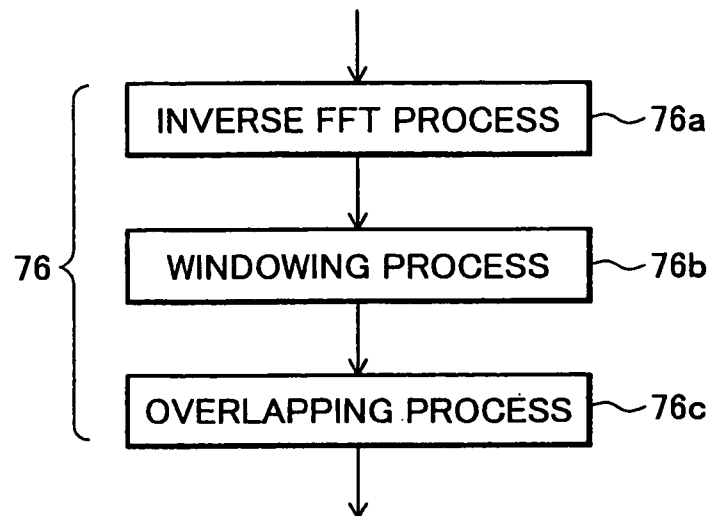 INVERSE FFT PROCESS 76a
76 WINDOWING PROCESS 76b
OVERLAPPING PROCESS 76c